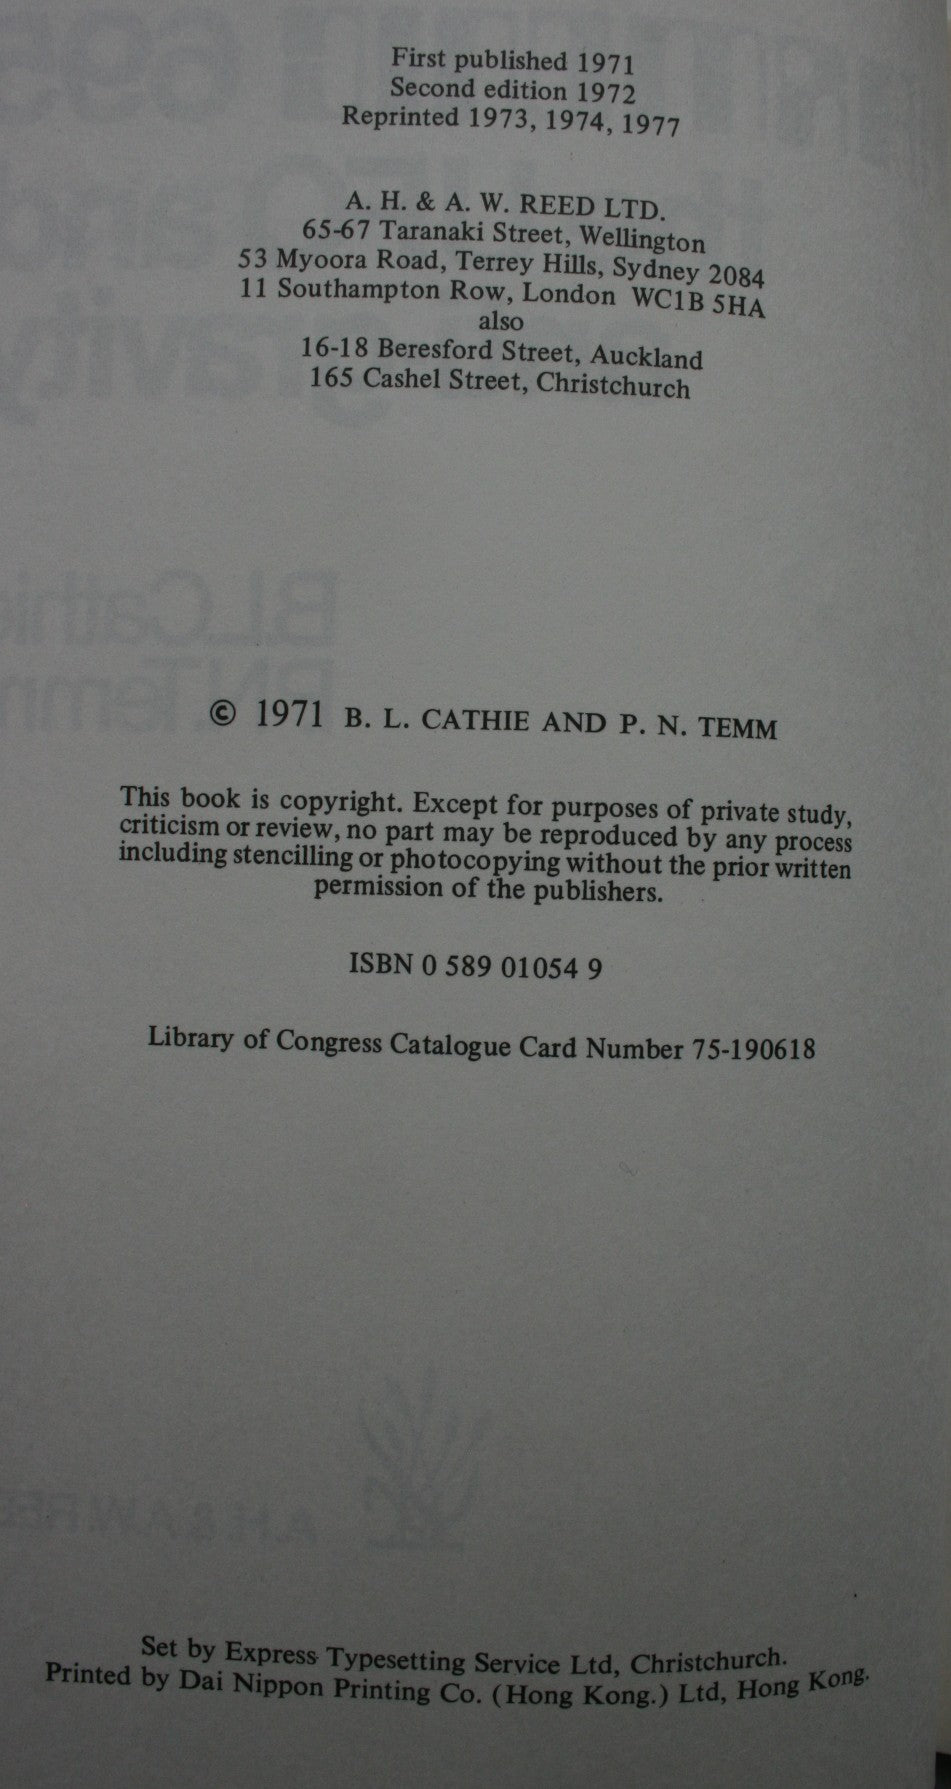 First published 1971
Second edition 1972
Reprinted 1973, 1974, 1977
A. H. & A. W. REED LTD.
65-67 Taranaki Street, Wellington
53 Myoora Road, Terrey Hills, Sydney 2084
11 Southampton Row, London WC1B 5HA
also
16-18 Beresford Street, Auckland
165 Cashel Street, Christchurch
© 1971 B. L. CATHIE AND P. N. TEMM
This book is copyright. Except for purposes of private study,
criticism or review, no part may be reproduced by any process
including stencilling or photocopying without the prior written
permission of the publishers.
ISBN 0 589 01054 9
Library of Congress Catalogue Card Number 75-190618
Set by Express Typesetting Service Ltd, Christchurch.
Printed by Dai Nippon Printing Co. (Hong Kong.) Ltd, Hong Kong.